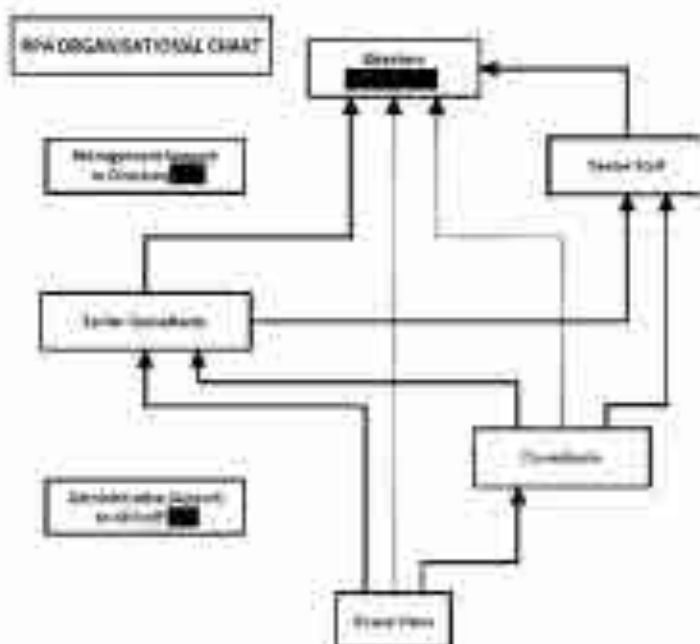 RPA ORGANISATIONAL CHART
Directors
Management Support
to Directors
Senior Staff
Senior Consultants
Consultants
Administrative Support
to All Staff